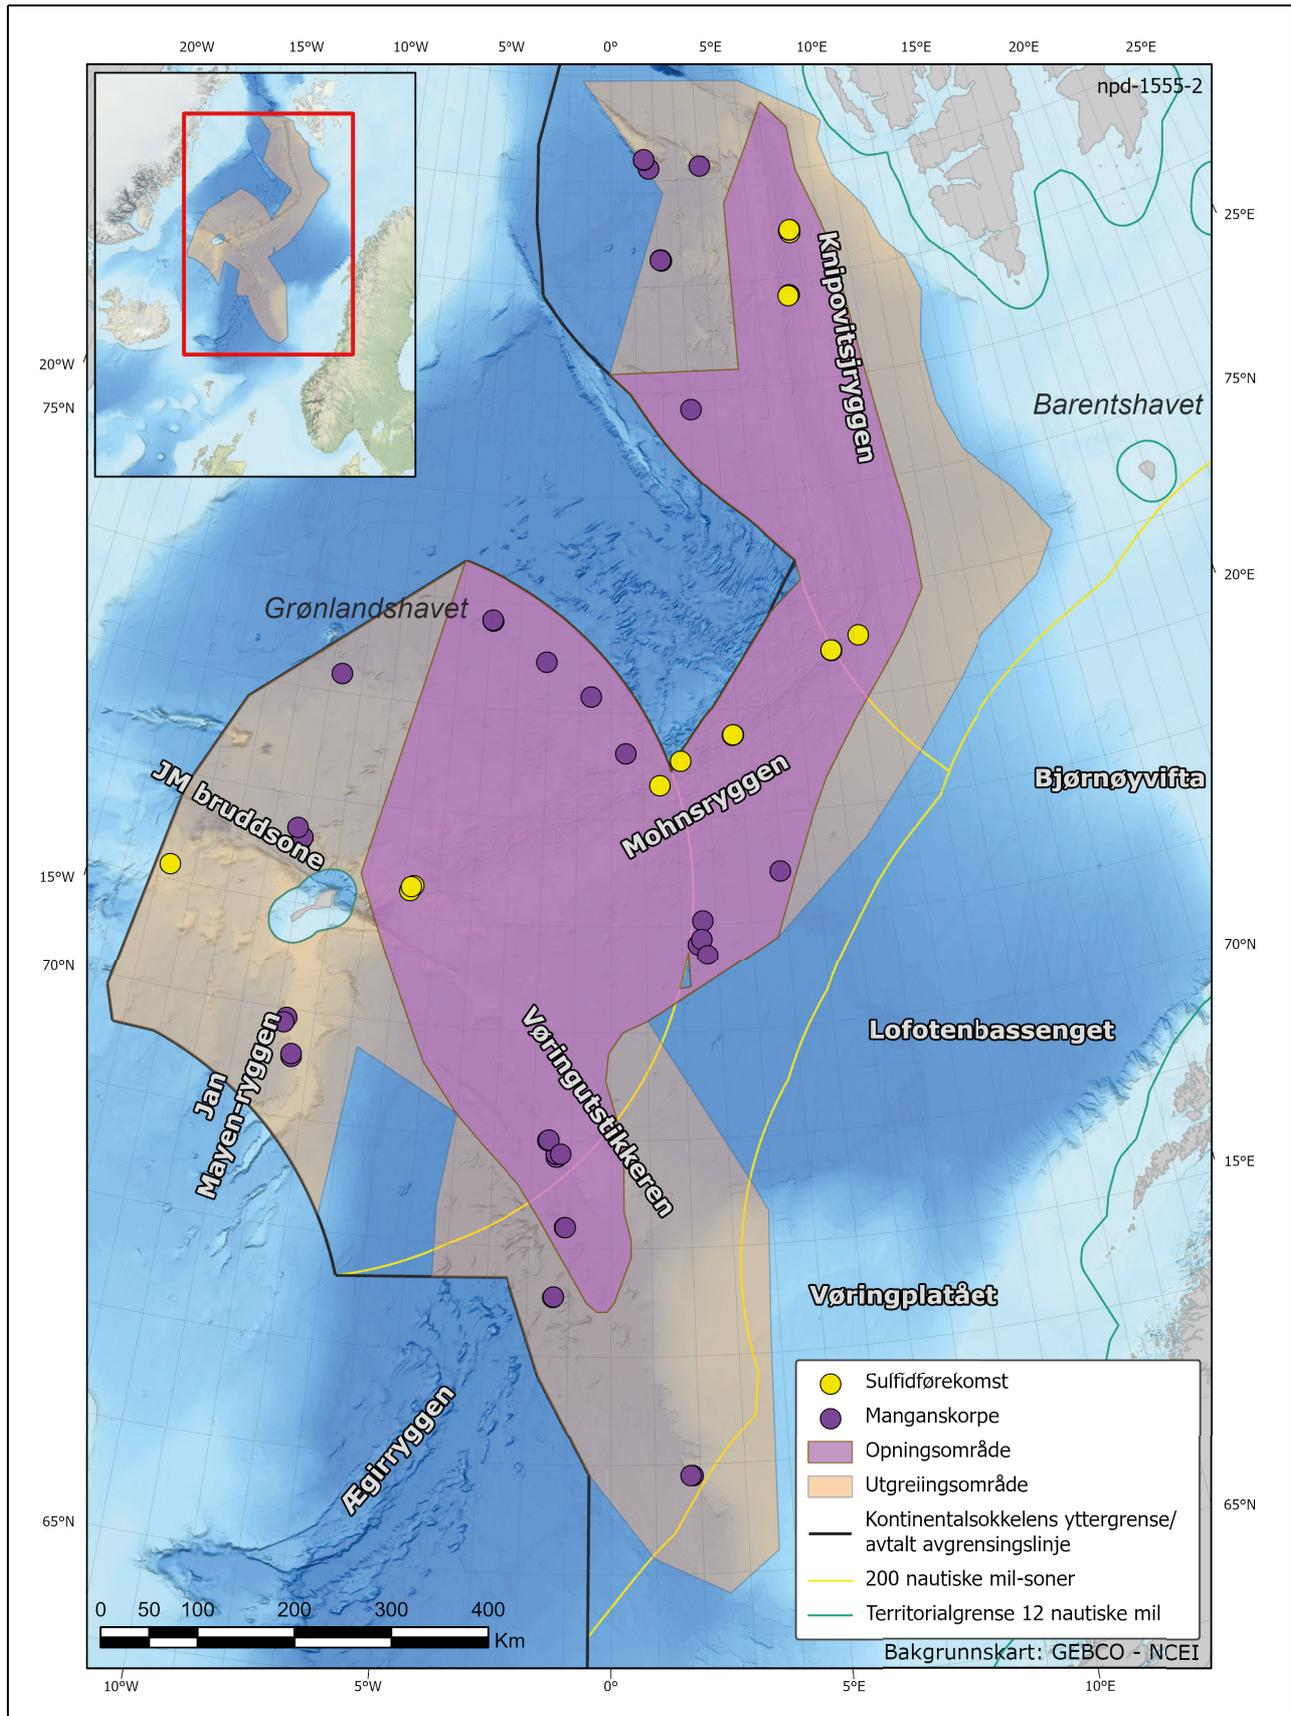 20°W 15°W 10°W 5°W 0° 5°E 10°E 15°E 20°E 25°E
npd-1555-2
25°E
20°W
75°N
75°N
Knipovitsjryggen
Barentshavet
20°E
Grønlandshavet
JM bruddsone
Mohnsryggen
Bjørnøyvifta
15°W
70°N
70°N
Jan
Mayen-ryggen
Vøringutstikkeren
Lofotenbassenget
15°E
Vøringplatået
Ægirryggen
65°N
65°N
Sulfidførekomst
Manganskorpe
Opningsområde
Utgreiingsområde
Kontinentalsokkelens yttergrense/
avtalt avgrensingslinje
200 nautiske mil-soner
Territorialgrense 12 nautiske mil
0 50 100 200 300 400
Km
Bakgrunnskart: GEBCO - NCEI
10°W 5°W 0° 5°E 10°E